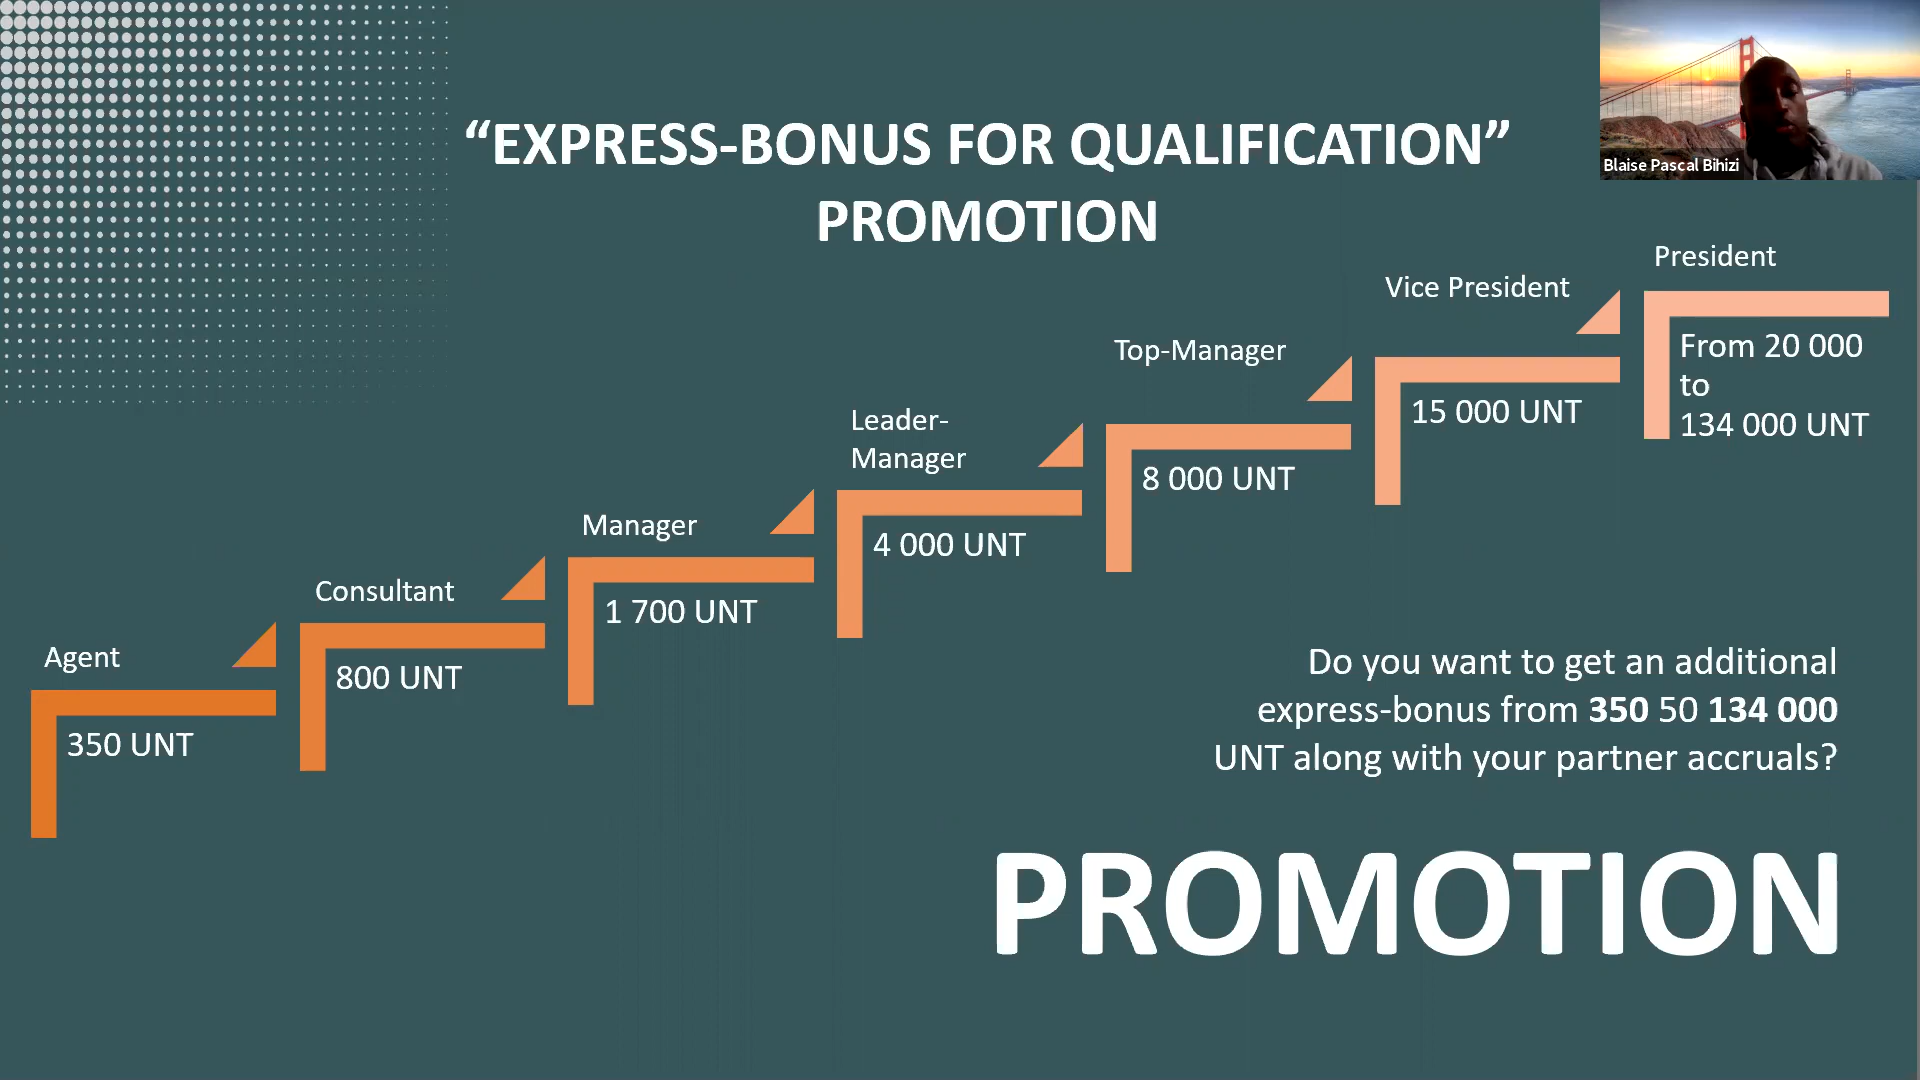 “EXPRESS-BONUS FOR QUALIFICATION”
PROMOTION
Blaise Pascal Bihizi
President
From 20 000
to
134 000 UNT
Vice President
15 000 UNT
Top-Manager
8 000 UNT
Leader-
Manager
4 000 UNT
Manager
1 700 UNT
Consultant
800 UNT
Agent
350 UNT
Do you want to get an additional
express-bonus from 350 50 134 000
UNT along with your partner accruals?
PROMOTION